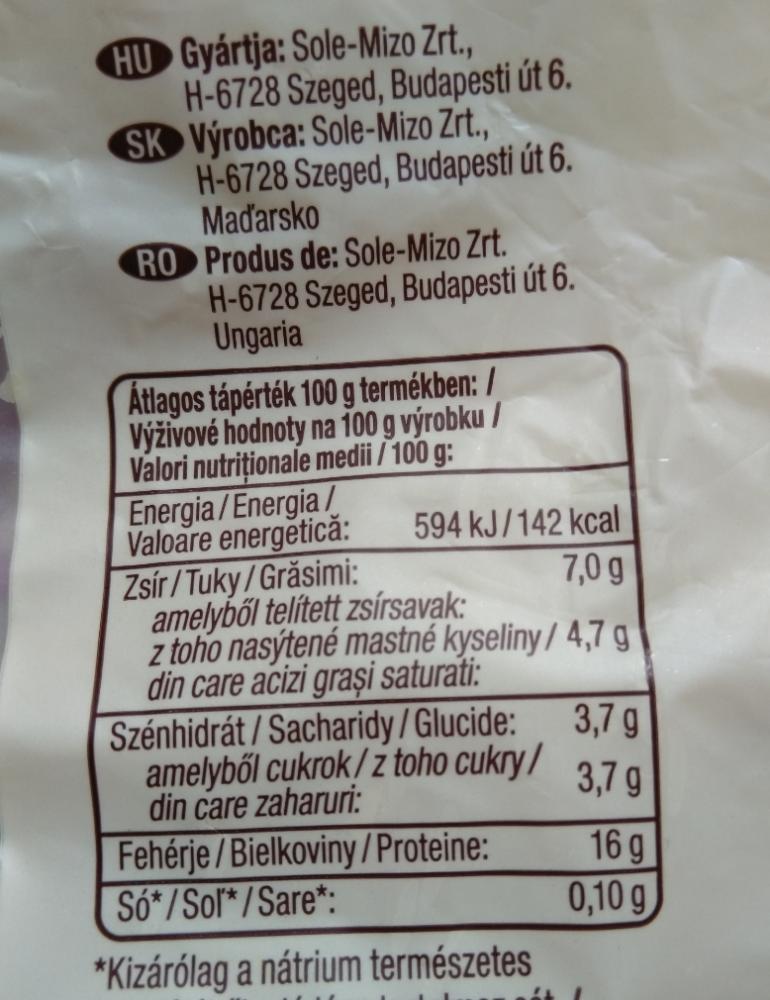 HU Gyártja: Sole-Mizo Zrt.,
H-6728 Szeged, Budapesti út 6.
SK Výrobca: Sole-Mizo Zrt.,
H-6728 Szeged, Budapesti út 6.
Maďarsko
RO Produs de: Sole-Mizo Zrt.
H-6728 Szeged, Budapesti út 6.
Ungaria
Átlagos tápérték 100 g termékben: /
Výživové hodnoty na 100 g výrobku /
Valori nutriționale medii / 100 g:
Energia / Energia /
Valoare energetică: 594 kJ / 142 kcal
Zsír / Tuky / Grăsimi: 7,0 g
amelyből telített zsírsavak:
z toho nasýtené mastné kyseliny / 4,7 g
din care acizi grași saturati:
Szénhidrát / Sacharidy / Glucide: 3,7 g
amelyből cukrok / z toho cukry / 3,7 g
din care zaharuri:
Fehérje / Bielkoviny / Proteine: 16 g
Só* / Soľ* / Sare*: 0,10 g
*Kizárólag a nátrium természetes